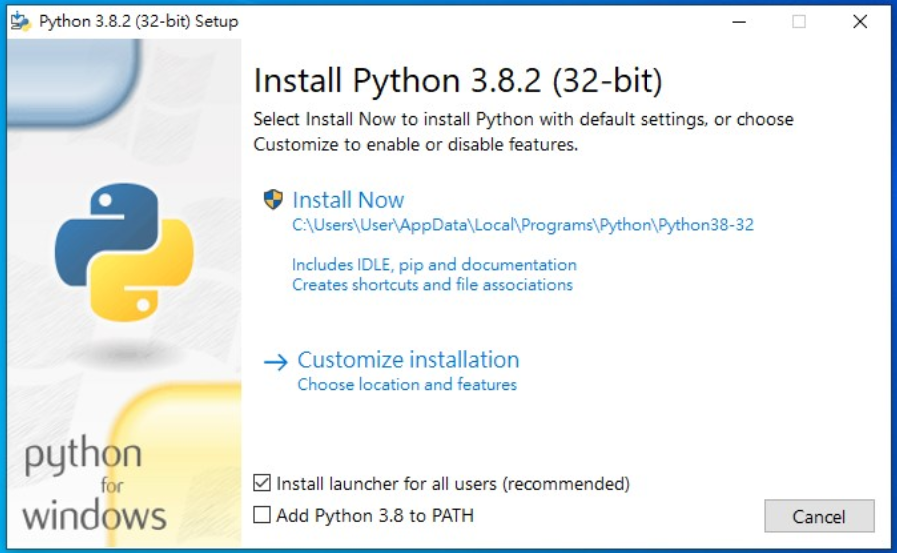 Python 3.8.2 (32-bit) Setup
Install Python 3.8.2 (32-bit)
Select Install Now to install Python with default settings, or choose
Customize to enable or disable features.
Install Now
C:\Users\User\AppData\Local\Programs\Python\Python38-32
Includes IDLE, pip and documentation
Creates shortcuts and file associations
Customize installation
Choose location and features
python
for
windows
Install launcher for all users (recommended)
Add Python 3.8 to PATH
Cancel